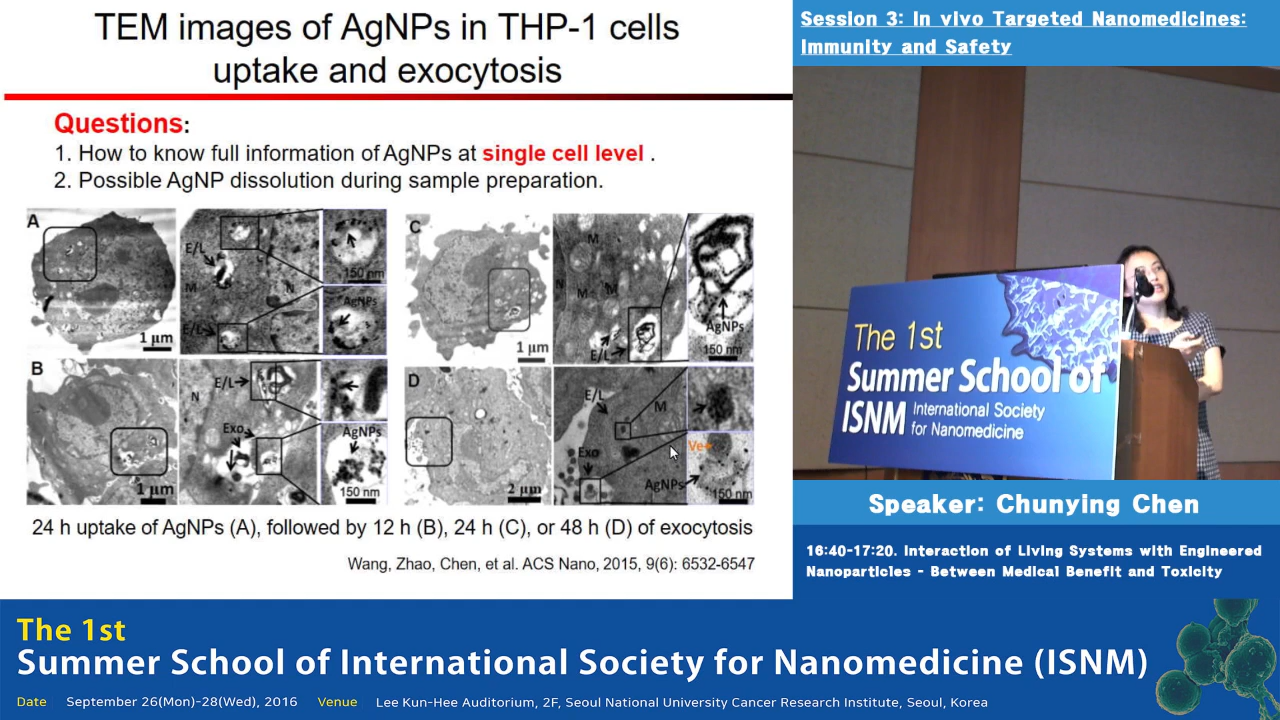 TEM images of AgNPs in THP-1 cells
uptake and exocytosis
Questions:
1. How to know full information of AgNPs at single cell level .
2. Possible AgNP dissolution during sample preparation.
A
1 µm
E/L
M
N
E/L
150 nm
AgNPs
C
1 µm
M
N
M
M
E/L
AgNPs
150 nm
B
1 µm
E/L
N
Exo
AgNPs
150 nm
D
2 µm
E/L
M
Exo
Ve
AgNPs
150 nm
24 h uptake of AgNPs (A), followed by 12 h (B), 24 h (C), or 48 h (D) of exocytosis
Wang, Zhao, Chen, et al. ACS Nano, 2015, 9(6): 6532-6547
Session 3: In vivo Targeted Nanomedicines:
Immunity and Safety
The 1st
Summer School of
ISNM
International Society
for Nanomedicine
Speaker: Chunying Chen
16:40-17:20. Interaction of Living Systems with Engineered
Nanoparticles - Between Medical Benefit and Toxicity
The 1st
Summer School of International Society for Nanomedicine (ISNM)
Date September 26(Mon)-28(Wed), 2016 Venue Lee Kun-Hee Auditorium, 2F, Seoul National University Cancer Research Institute, Seoul, Korea